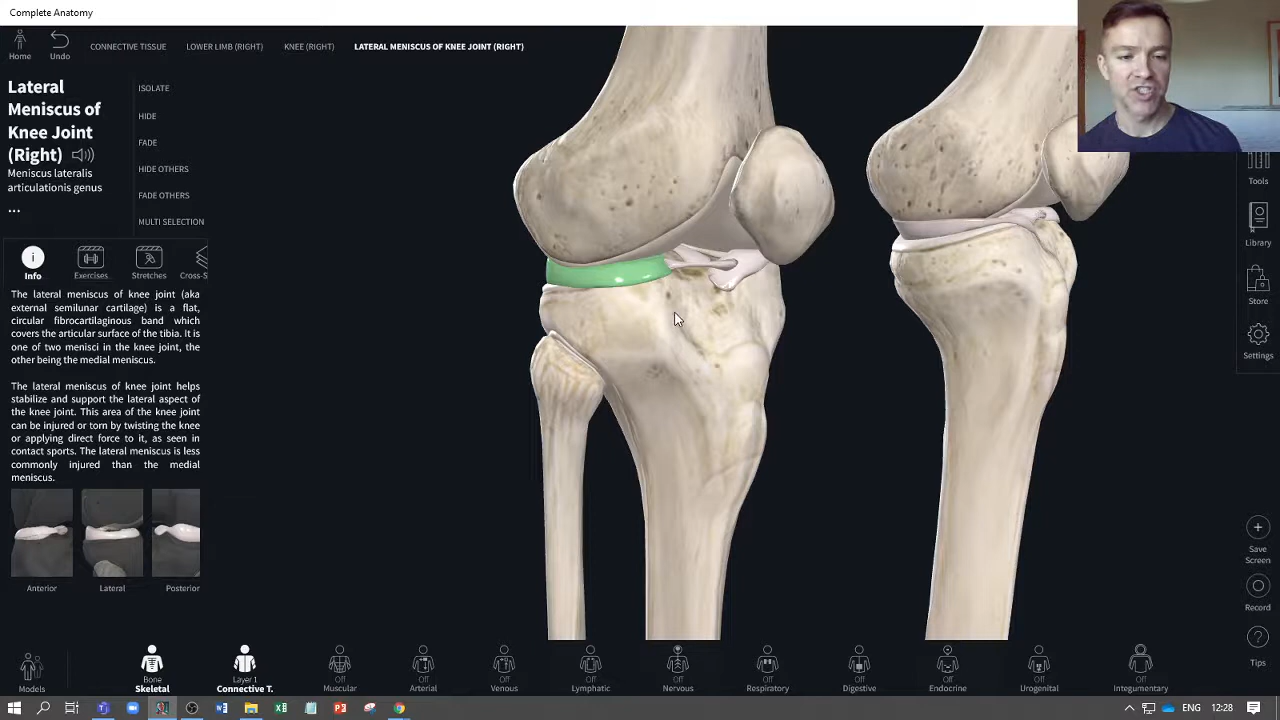 Complete Anatomy
Home
Undo
CONNECTIVE TISSUE
LOWER LIMB (RIGHT)
KNEE (RIGHT)
LATERAL MENISCUS OF KNEE JOINT (RIGHT)
Lateral
Meniscus of
Knee Joint
(Right)
Meniscus lateralis
articulationis genus
...
ISOLATE
HIDE
FADE
HIDE OTHERS
FADE OTHERS
MULTI SELECTION
Info
Exercises
Stretches
Cross-S
The lateral meniscus of knee joint (aka
external semilunar cartilage) is a flat,
circular fibrocartilaginous band which
covers the articular surface of the tibia. It is
one of two menisci in the knee joint, the
other being the medial meniscus.
The lateral meniscus of knee joint helps
stabilize and support the lateral aspect of
the knee joint. This area of the knee joint
can be injured or torn by twisting the knee
or applying direct force to it, as seen in
contact sports. The lateral meniscus is less
commonly injured than the medial
meniscus.
Anterior
Lateral
Posterior
Tools
Library
Store
Settings
Save
Screen
Record
Tips
Models
Bone
Skeletal
Layer 1
Connective T.
Off
Muscular
Off
Arterial
Off
Venous
Off
Lymphatic
Off
Nervous
Off
Respiratory
Off
Digestive
Off
Endocrine
Off
Urogenital
Off
Integumentary
ENG
12:28